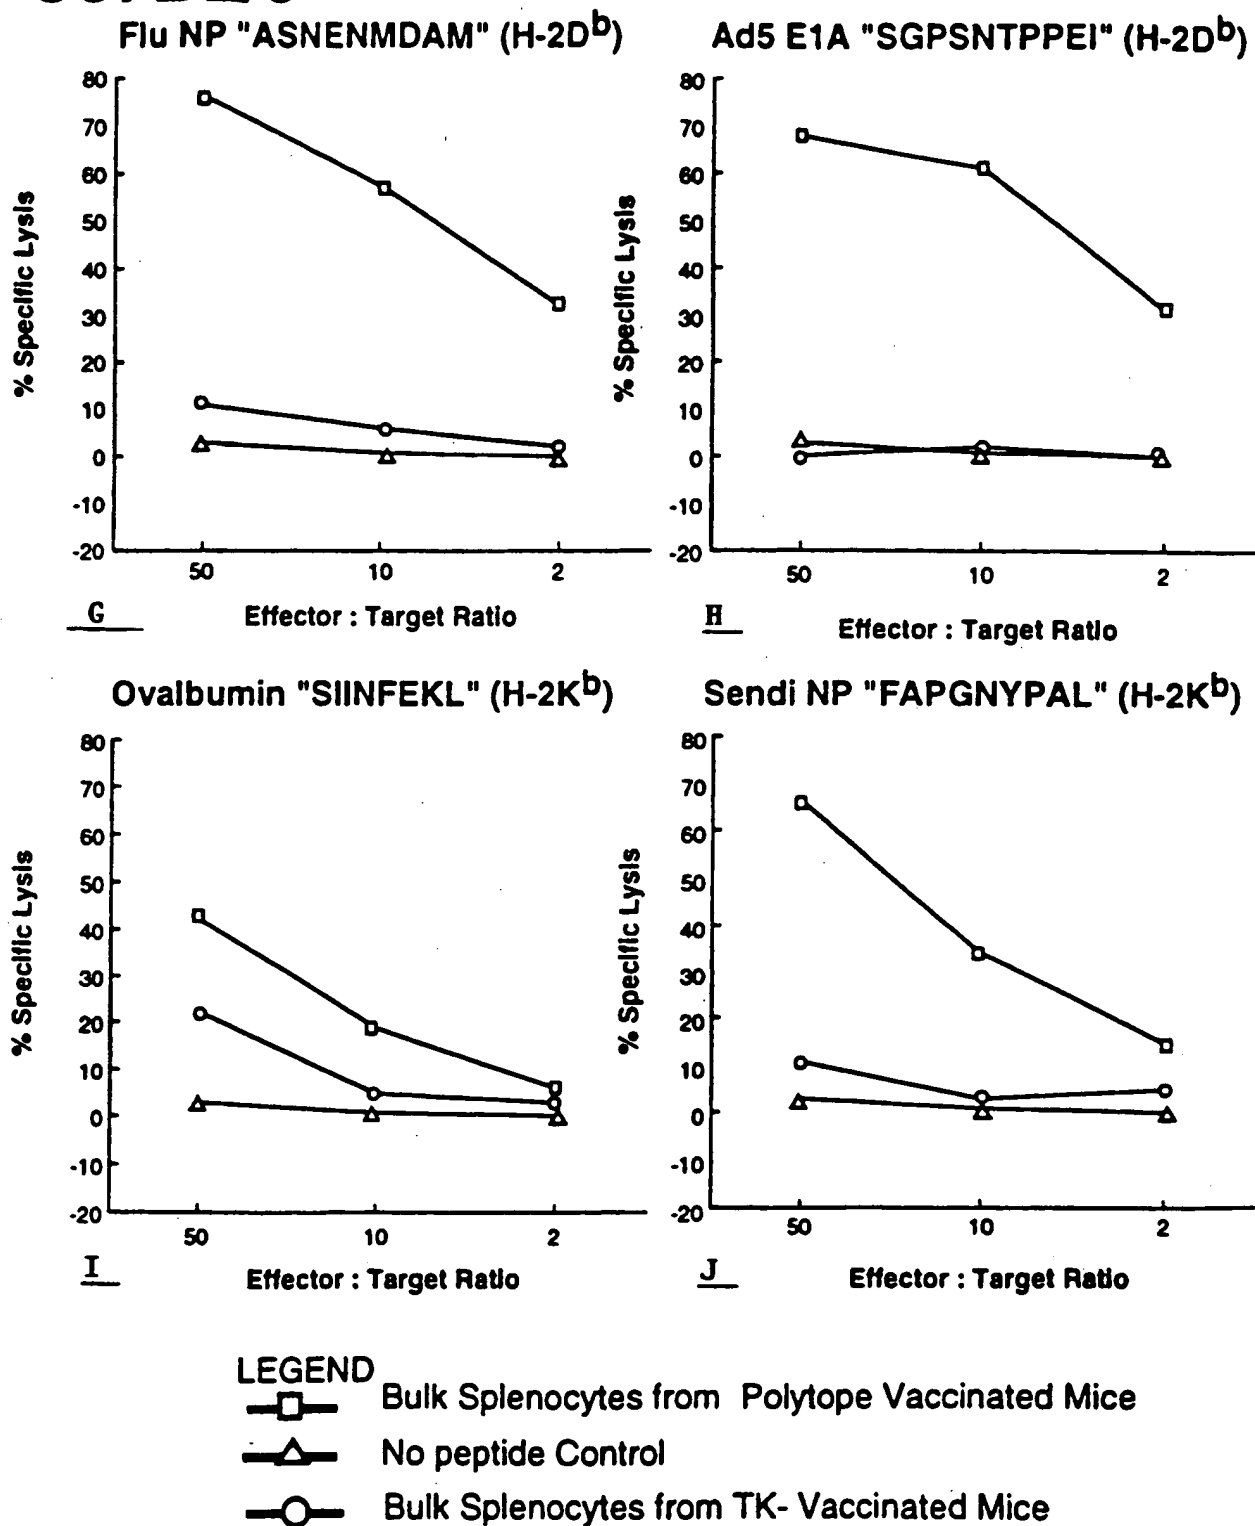 Flu NP "ASNENMDAM" (H-2Db)
80
70
60
50
40
30
20
10
0
-10
-20
% Specific Lysis
50 10 2
G Effector : Target Ratio
Ad5 E1A "SGPSNTPPEI" (H-2Db)
80
70
60
50
40
30
20
10
0
-10
-20
% Specific Lysis
50 10 2
H Effector : Target Ratio
Ovalbumin "SIINFEKL" (H-2Kb)
80
70
60
50
40
30
20
10
0
-10
-20
% Specific Lysis
50 10 2
I Effector : Target Ratio
Sendi NP "FAPGNYPAL" (H-2Kb)
80
70
60
50
40
30
20
10
0
-10
-20
% Specific Lysis
50 10 2
J Effector : Target Ratio
LEGEND
Bulk Splenocytes from Polytope Vaccinated Mice
No peptide Control
Bulk Splenocytes from TK- Vaccinated Mice